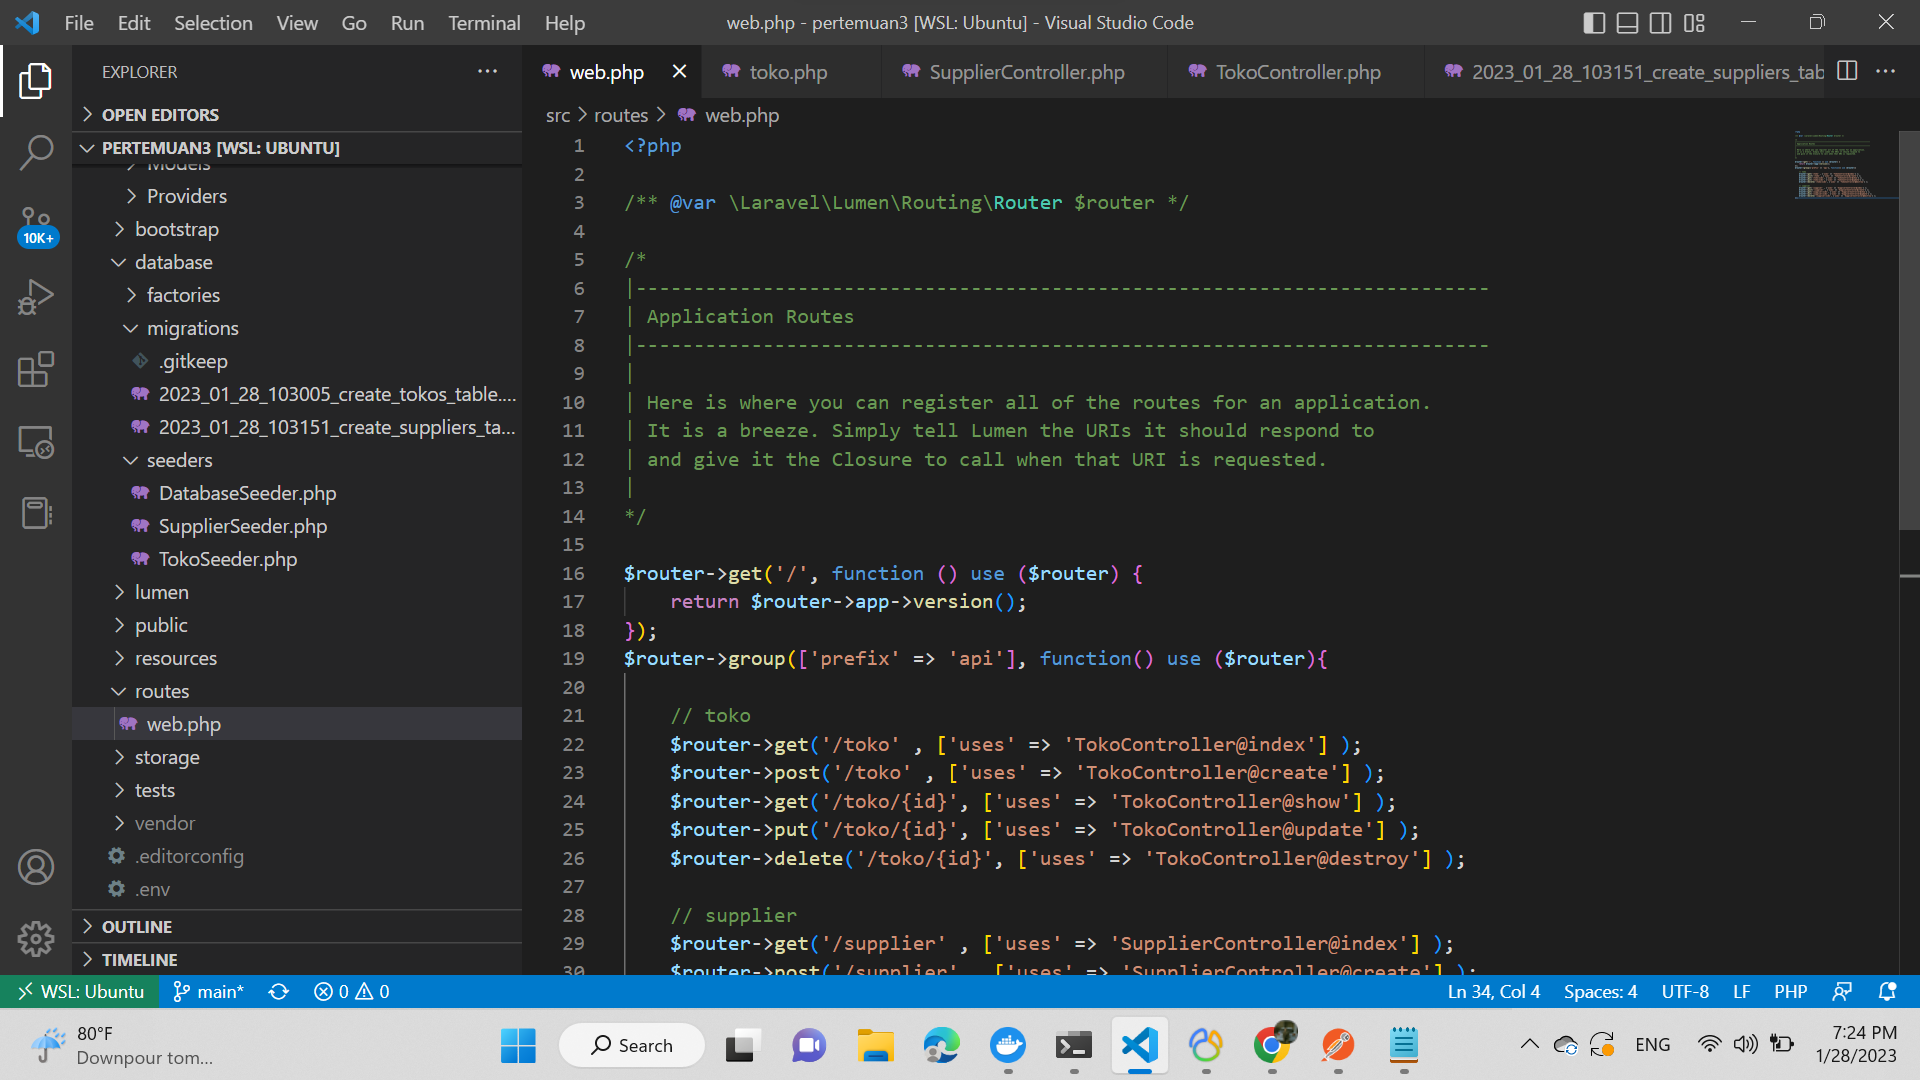 File Edit Selection View Go Run Terminal Help
web.php - pertemuan3 [WSL: Ubuntu] - Visual Studio Code
EXPLORER
OPEN EDITORS
PERTEMUAN3 [WSL: UBUNTU]
Models
Providers
bootstrap
database
factories
migrations
.gitkeep
2023_01_28_103005_create_tokos_table....
2023_01_28_103151_create_suppliers_ta...
seeders
DatabaseSeeder.php
SupplierSeeder.php
TokoSeeder.php
lumen
public
resources
routes
web.php
storage
tests
vendor
.editorconfig
.env
OUTLINE
TIMELINE
10K+
web.php toko.php SupplierController.php TokoController.php 2023_01_28_103151_create_suppliers_tab
src > routes > web.php
1 <?php
2
3 /** @var \Laravel\Lumen\Routing\Router $router */
4
5 /*
6 |--------------------------------------------------------------------------
7 | Application Routes
8 |--------------------------------------------------------------------------
9 |
10 | Here is where you can register all of the routes for an application.
11 | It is a breeze. Simply tell Lumen the URIs it should respond to
12 | and give it the Closure to call when that URI is requested.
13 |
14 */
15
16 $router->get('/', function () use ($router) {
17     return $router->app->version();
18 });
19 $router->group(['prefix' => 'api'], function() use ($router){
20
21     // toko
22     $router->get('/toko' , ['uses' => 'TokoController@index'] );
23     $router->post('/toko' , ['uses' => 'TokoController@create'] );
24     $router->get('/toko/{id}', ['uses' => 'TokoController@show'] );
25     $router->put('/toko/{id}', ['uses' => 'TokoController@update'] );
26     $router->delete('/toko/{id}', ['uses' => 'TokoController@destroy'] );
27
28     // supplier
29     $router->get('/supplier' , ['uses' => 'SupplierController@index'] );
30     $router->post('/supplier' , ['uses' => 'SupplierController@create'] );
WSL: Ubuntu main* 0 0 Ln 34, Col 4 Spaces: 4 UTF-8 LF PHP
80°F
Downpour tom...
Search
ENG
7:24 PM
1/28/2023